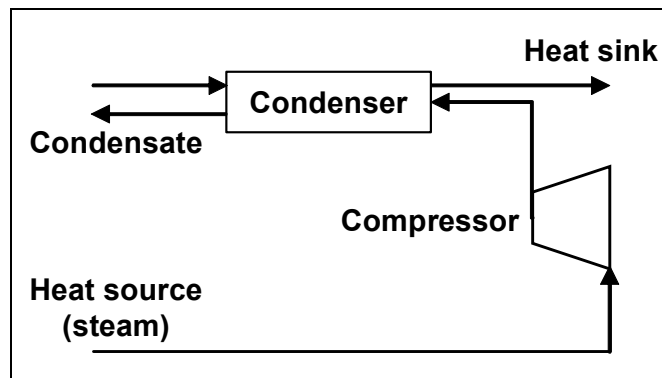 Heat sink
Condenser
Condensate
Compressor
Heat source
(steam)